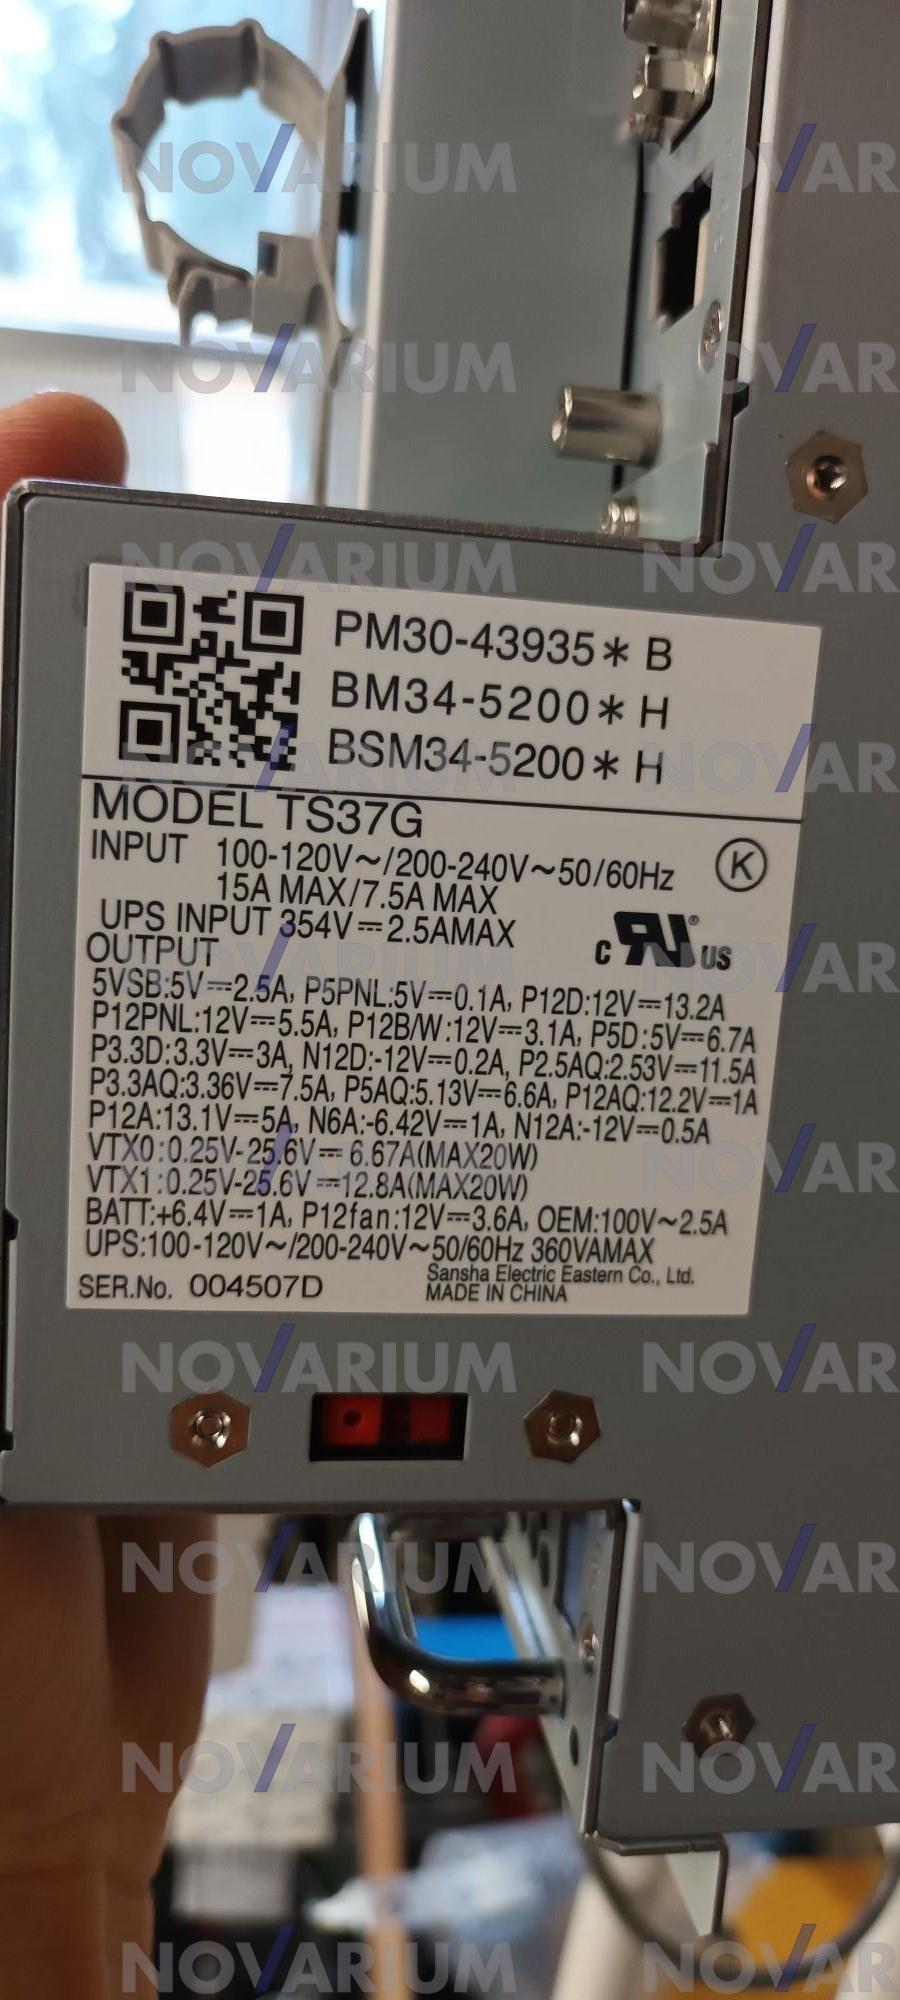 PM30-43935* B
BM34-5200* H
BSM34-5200* H
MODEL TS37G
INPUT 100-120V~/200-240V~50/60Hz
15A MAX/7.5A MAX
K
UPS INPUT 354V⎓2.5AMAX
c RU® US
OUTPUT
5VSB:5V⎓2.5A, P5PNL:5V⎓0.1A, P12D:12V⎓13.2A
P12PNL:12V⎓5.5A, P12B/W:12V⎓3.1A, P5D:5V⎓6.7A
P3.3D:3.3V⎓3A, N12D:-12V⎓0.2A, P2.5AQ:2.53V⎓11.5A
P3.3AQ:3.36V⎓7.5A, P5AQ:5.13V⎓6.6A, P12AQ:12.2V⎓1A
P12A:13.1V⎓5A, N6A:-6.42V⎓1A, N12A:-12V⎓0.5A
VTX0:0.25V-25.6V⎓ 6.67A(MAX20W)
VTX1:0.25V-25.6V⎓12.8A(MAX20W)
BATT:+6.4V⎓1A, P12fan:12V⎓3.6A, OEM:100V~2.5A
UPS:100-120V~/200-240V~50/60Hz 360VAMAX
SER.No. 004507D
Sansha Electric Eastern Co., Ltd.
MADE IN CHINA
NOVARIUM